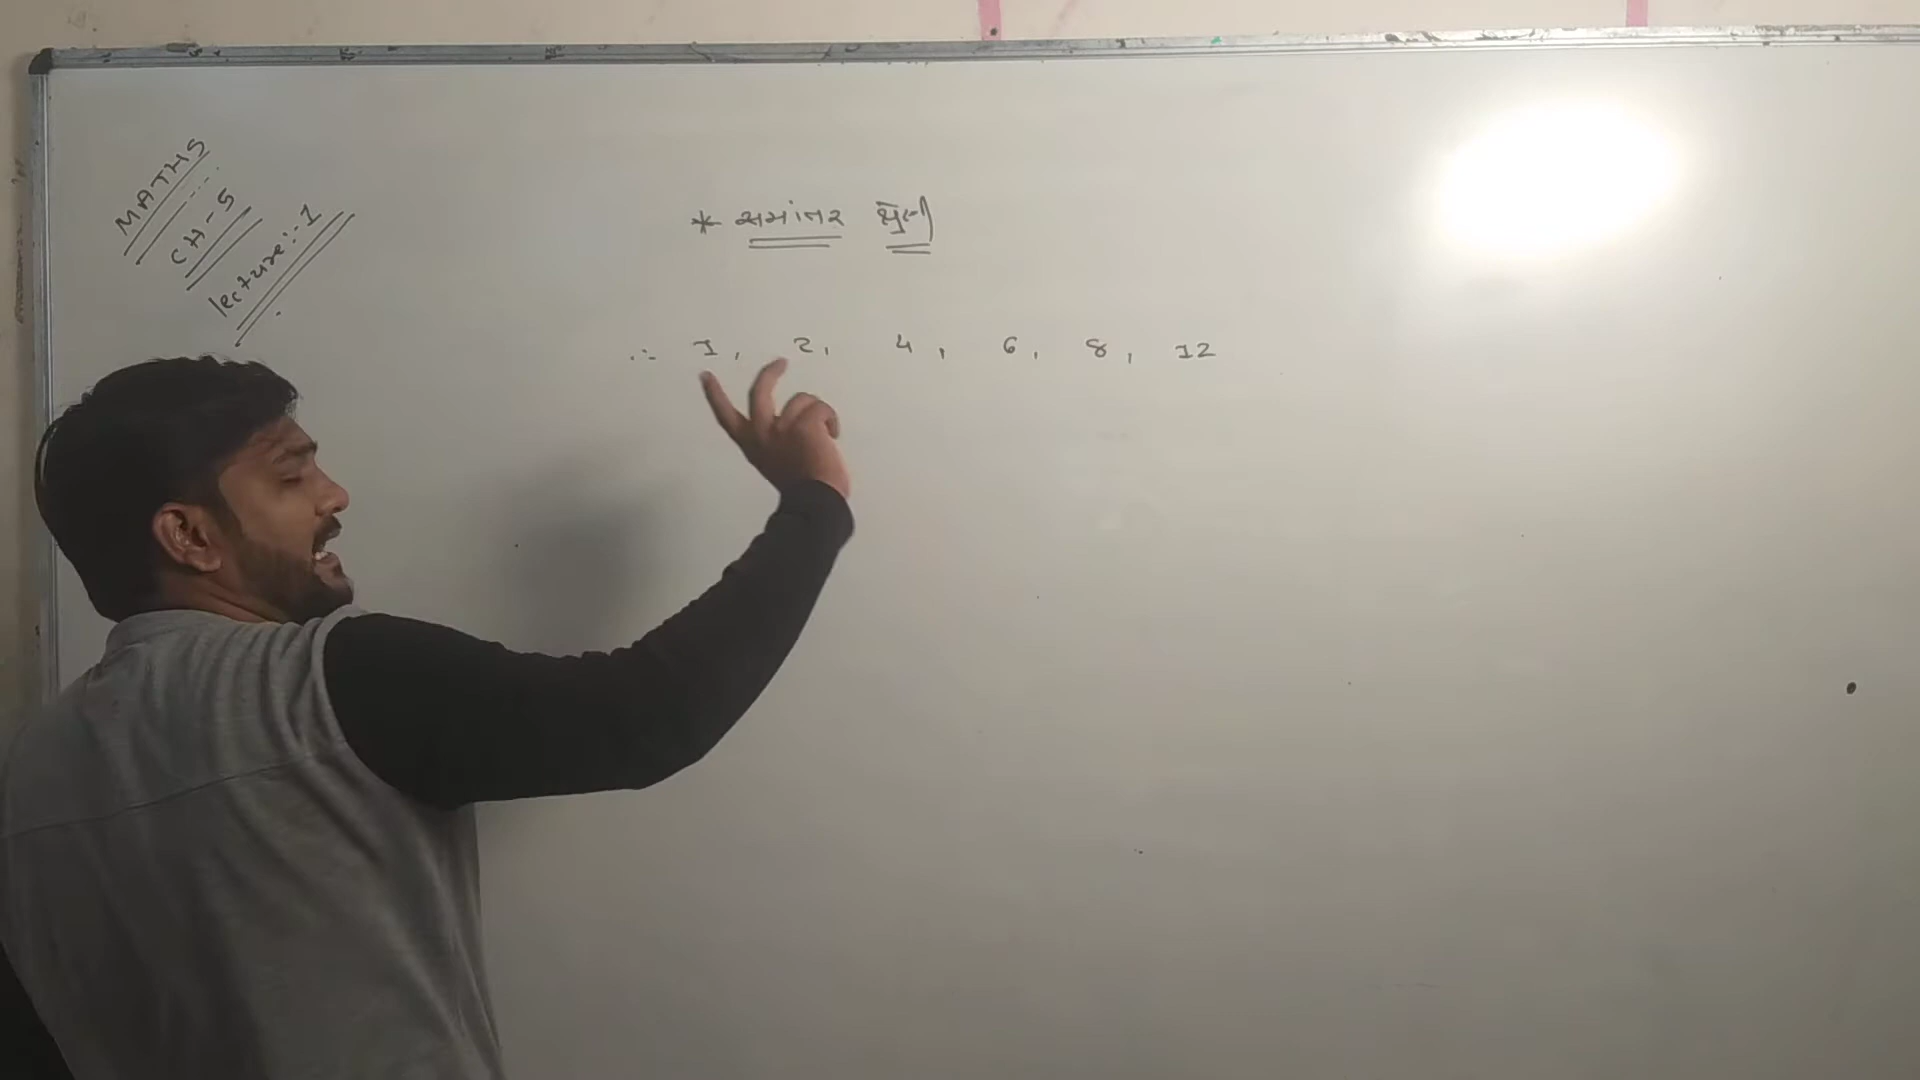 MATHS
CH-5
lecture:-1
* સમાંતર શ્રેણી
∴ 1, 2, 4, 6, 8, 12